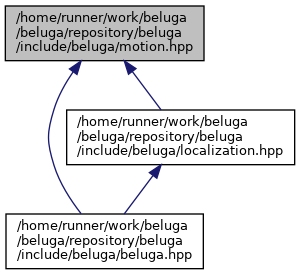 /home/runner/work/beluga
/beluga/repository/beluga
/include/beluga/motion.hpp
/home/runner/work/beluga
/beluga/repository/beluga
/include/beluga/localization.hpp
/home/runner/work/beluga
/beluga/repository/beluga
/include/beluga/beluga.hpp